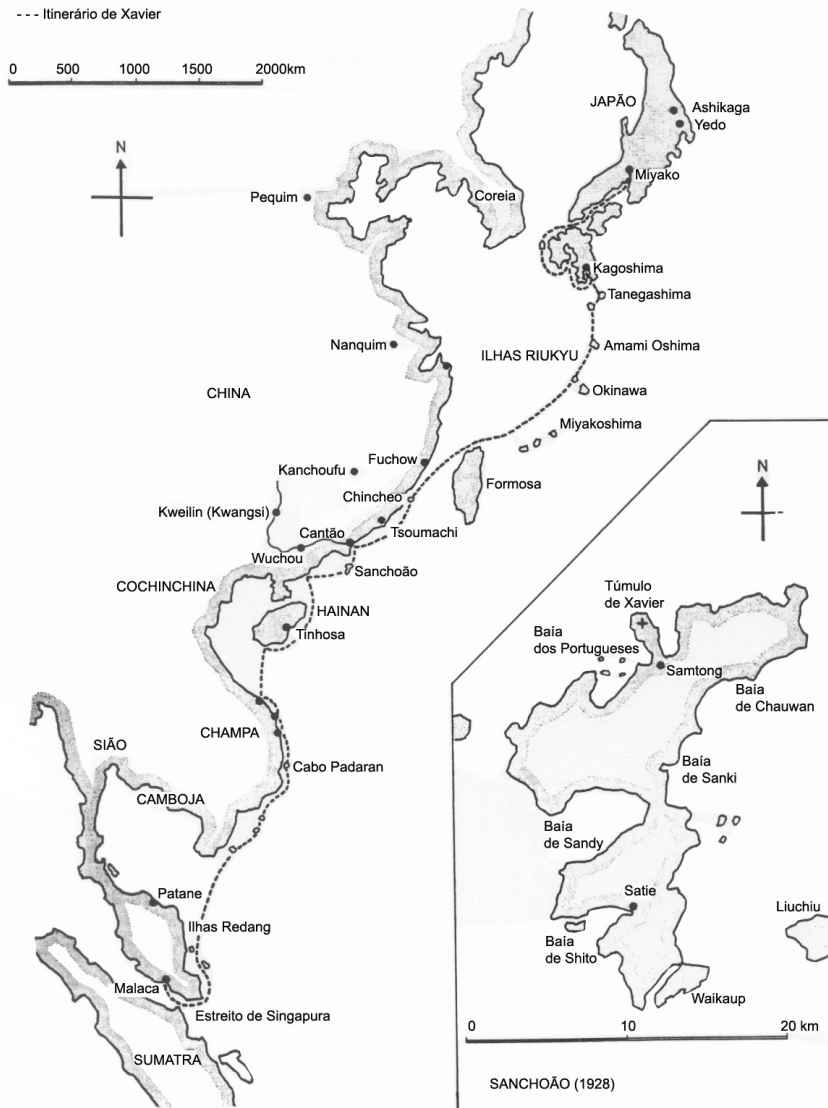 --- Itinerário de Xavier
0 500 1000 2000km
N
JAPÃO
Ashikaga
Yedo
Miyako
Coreia
Pequim
Kagoshima
Tanegashima
Nanquim
ILHAS RIUKYU
Amami Oshima
Okinawa
CHINA
Miyakoshima
Fuchow
Kanchoufu
Formosa
Chincheo
Kweilin (Kwangsi)
Cantão
Tsoumachi
Wuchou
Sanchoão
COCHINCHINA
HAINAN
Tinhosa
CHAMPA
SIÃO
Cabo Padaran
CAMBOJA
Patane
Ilhas Redang
Malaca
Estreito de Singapura
SUMATRA
N
Túmulo
de Xavier
Baía
dos Portugueses
Samtong
Baía
de Chauwan
Baía
de Sanki
Baía
de Sandy
Satie
Liuchiu
Baía
de Shito
Waikaup
0 10 20 km
SANCHOÃO (1928)